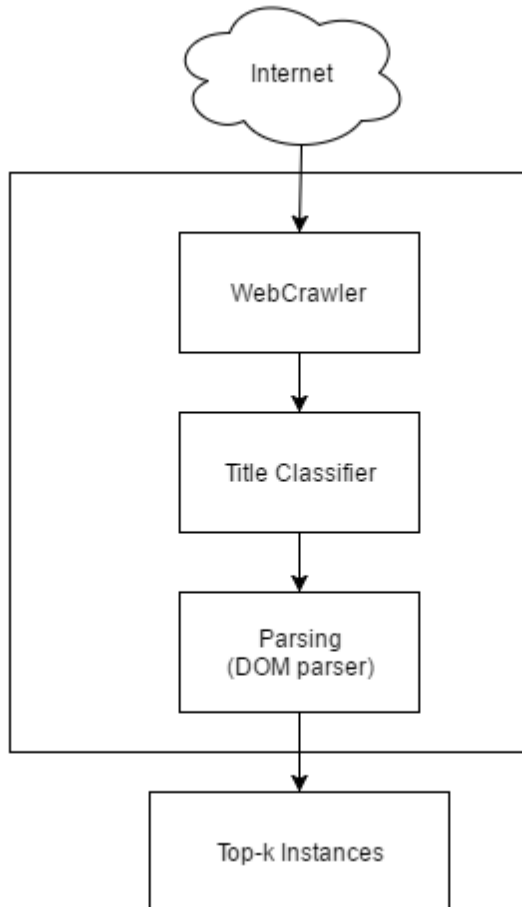 Internet
WebCrawler
Title Classifier
Parsing
(DOM parser)
Top-k Instances